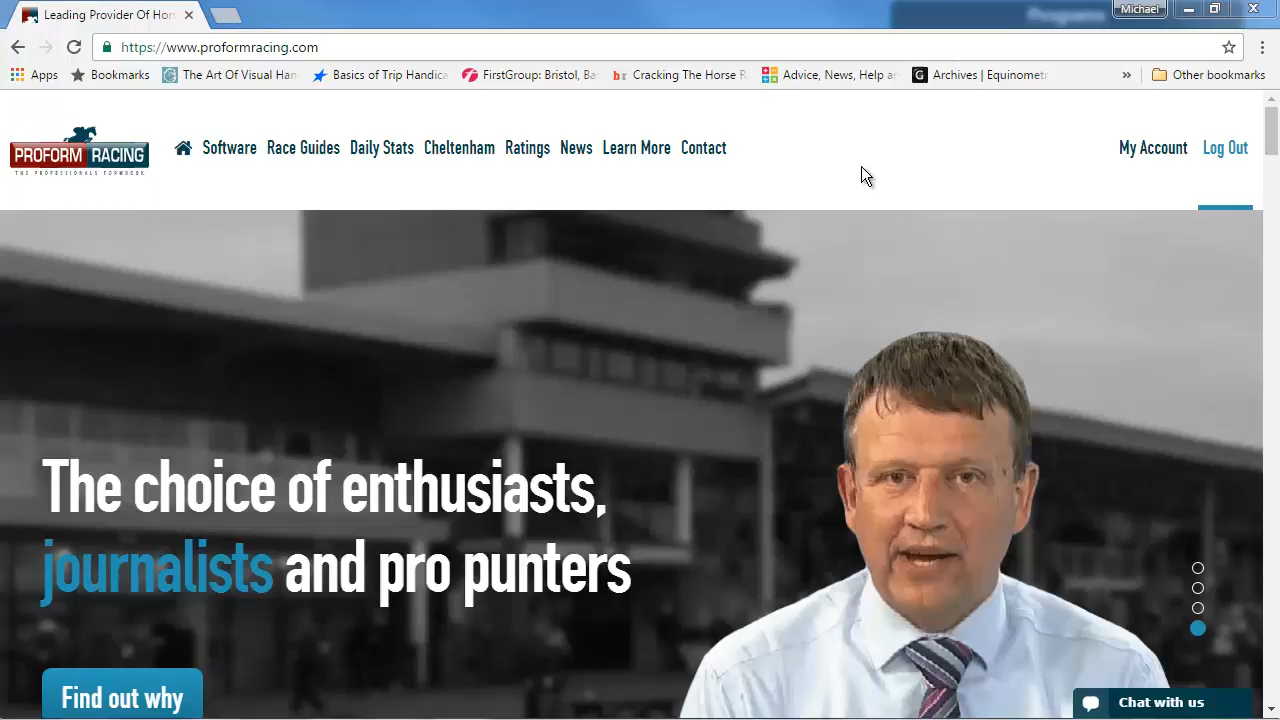 Leading Provider Of Hors
Michael
https://www.proformracing.com
Apps
Bookmarks
The Art Of Visual Han
Basics of Trip Handica
FirstGroup: Bristol, Ba
br Cracking The Horse R
Advice, News, Help a
G Archives | Equinometr
»
Other bookmarks
PROFORM RACING
THE PROFESSIONALS FORMBOOK
Software
Race Guides
Daily Stats
Cheltenham
Ratings
News
Learn More
Contact
My Account
Log Out
The choice of enthusiasts,
journalists and pro punters
Find out why
Chat with us